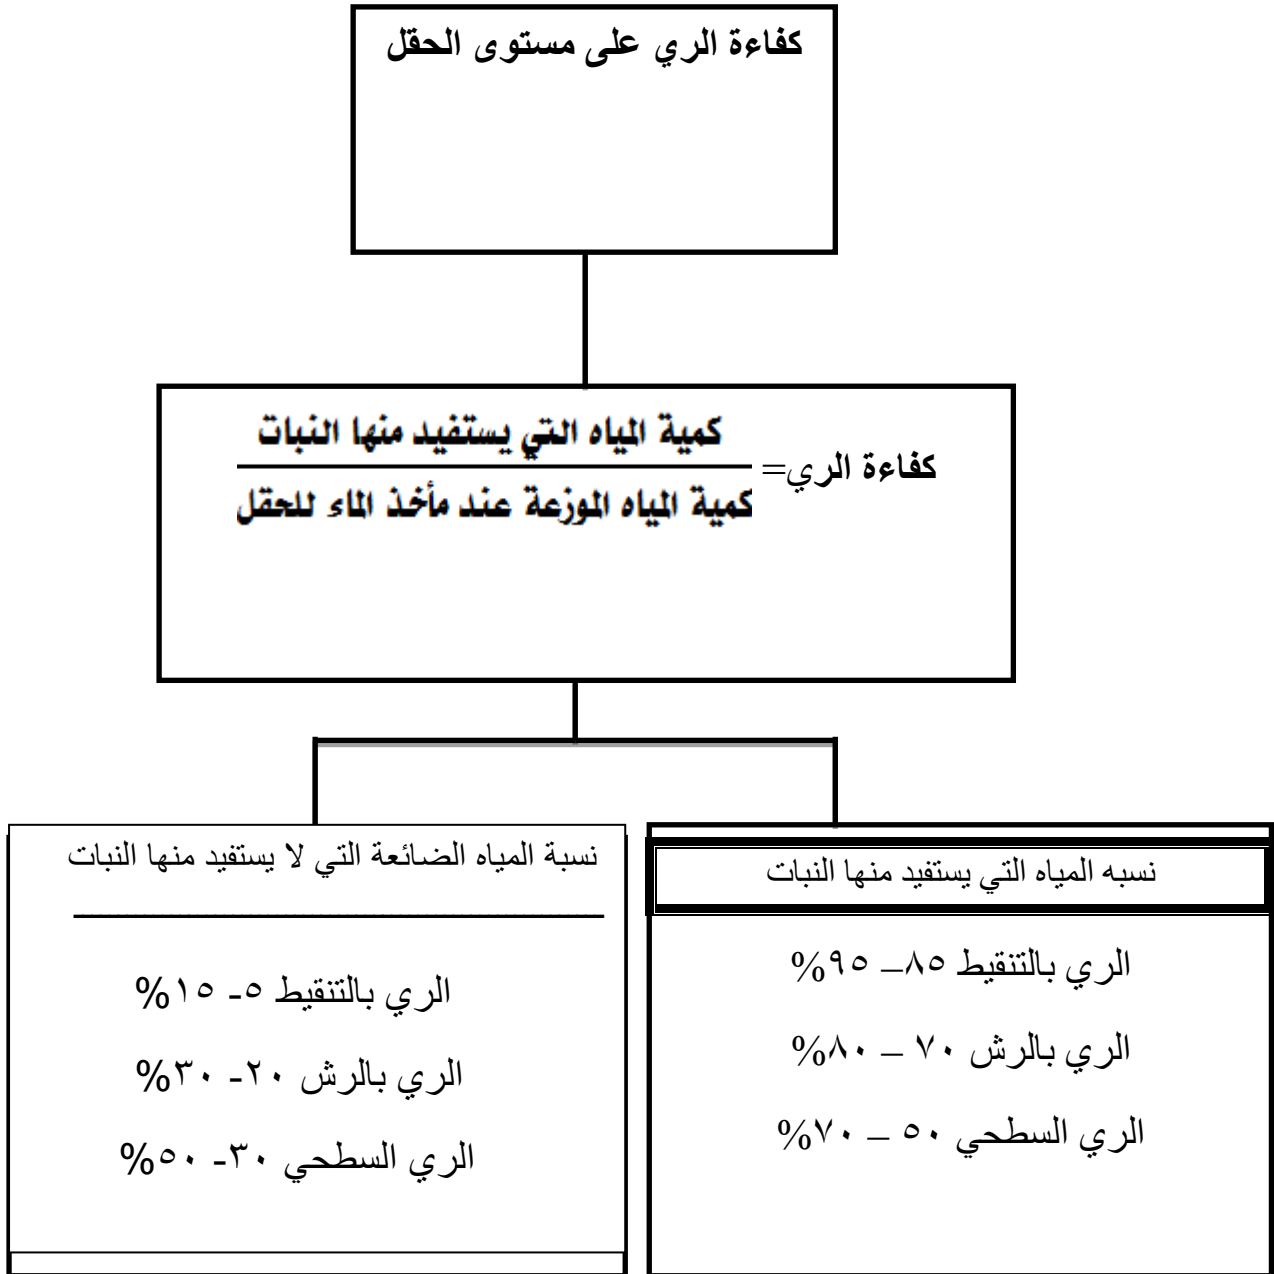 كفاءة الري على مستوى الحقل
كمية المياه التي يستفيد منها النبات
كفاءة الري=
كمية المياه الموزعة عند مأخذ الماء للحقل
نسبه المياه التي يستفيد منها النبات
الري بالتنقيط ٨٥– ٩٥%
الري بالرش ٧٠ – ٨٠%
الري السطحي ٥٠ – ٧٠%
نسبة المياه الضائعة التي لا يستفيد منها النبات
الري بالتنقيط ٥- ١٥%
الري بالرش ٢٠- ٣٠%
الري السطحي ٣٠- ٥٠%